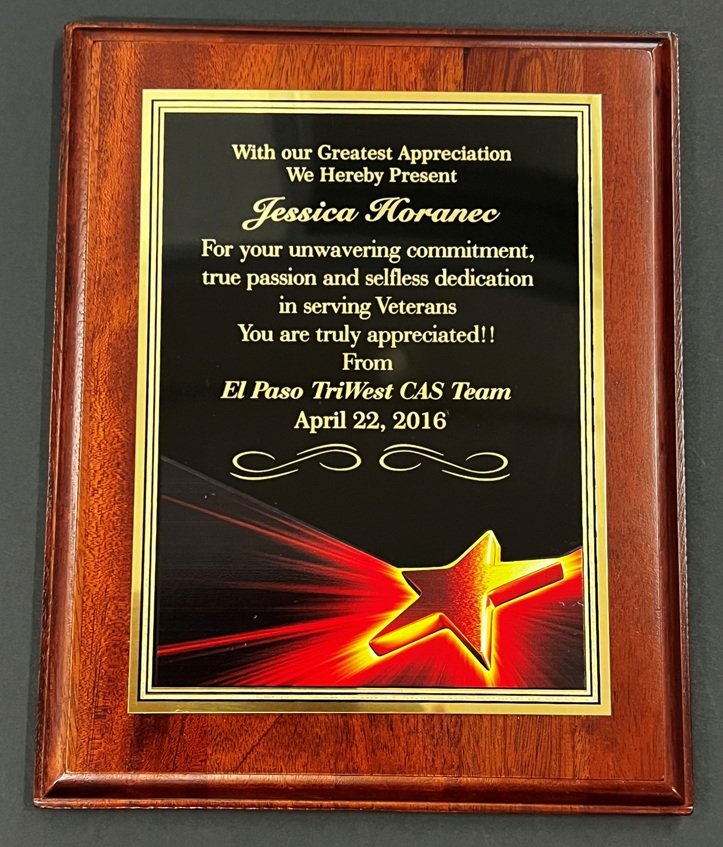 With our Greatest Appreciation
We Hereby Present
Jessica Horanec
For your unwavering commitment,
true passion and selfless dedication
in serving Veterans
You are truly appreciated!!
From
El Paso TriWest CAS Team
April 22, 2016